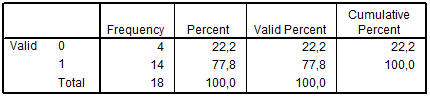 Frequency Percent Valid Percent Cumulative Percent
Valid 0 4 22,2 22,2 22,2
1 14 77,8 77,8 100,0
Total 18 100,0 100,0